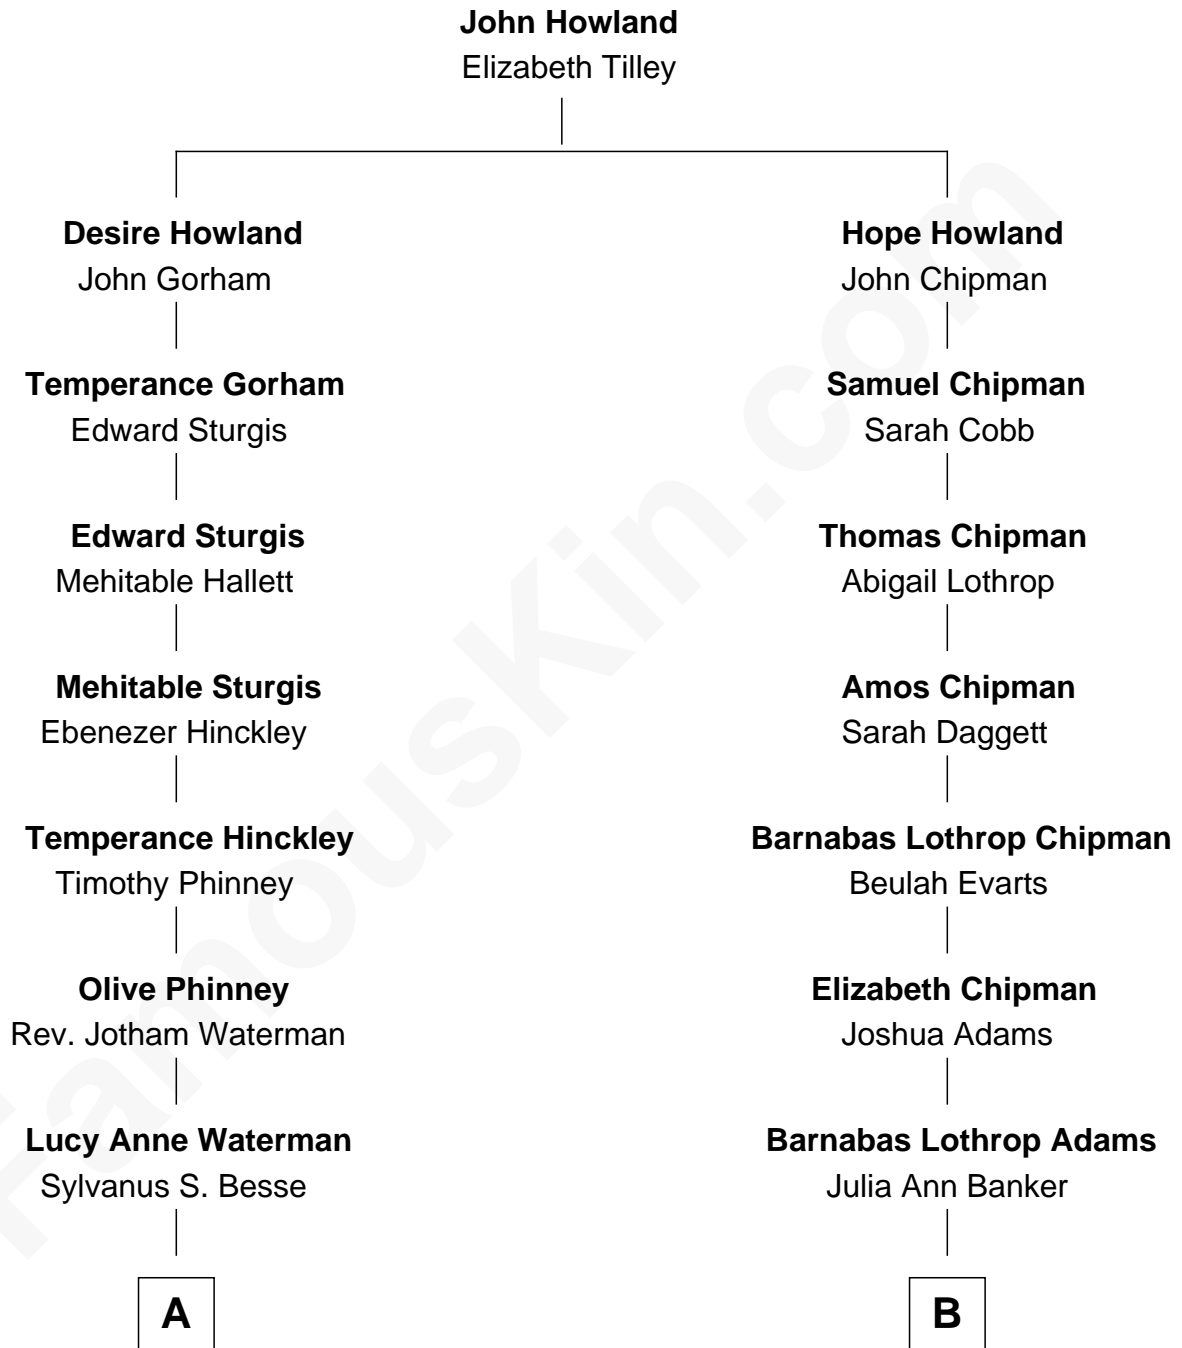 John Howland
Elizabeth Tilley
Desire Howland
John Gorham
Temperance Gorham
Edward Sturgis
Edward Sturgis
Mehitable Hallett
Mehitable Sturgis
Ebenezer Hinckley
Temperance Hinckley
Timothy Phinney
Olive Phinney
Rev. Jotham Waterman
Lucy Anne Waterman
Sylvanus S. Besse
A
Hope Howland
John Chipman
Samuel Chipman
Sarah Cobb
Thomas Chipman
Abigail Lothrop
Amos Chipman
Sarah Daggett
Barnabas Lothrop Chipman
Beulah Evarts
Elizabeth Chipman
Joshua Adams
Barnabas Lothrop Adams
Julia Ann Banker
B
FamousKin.com